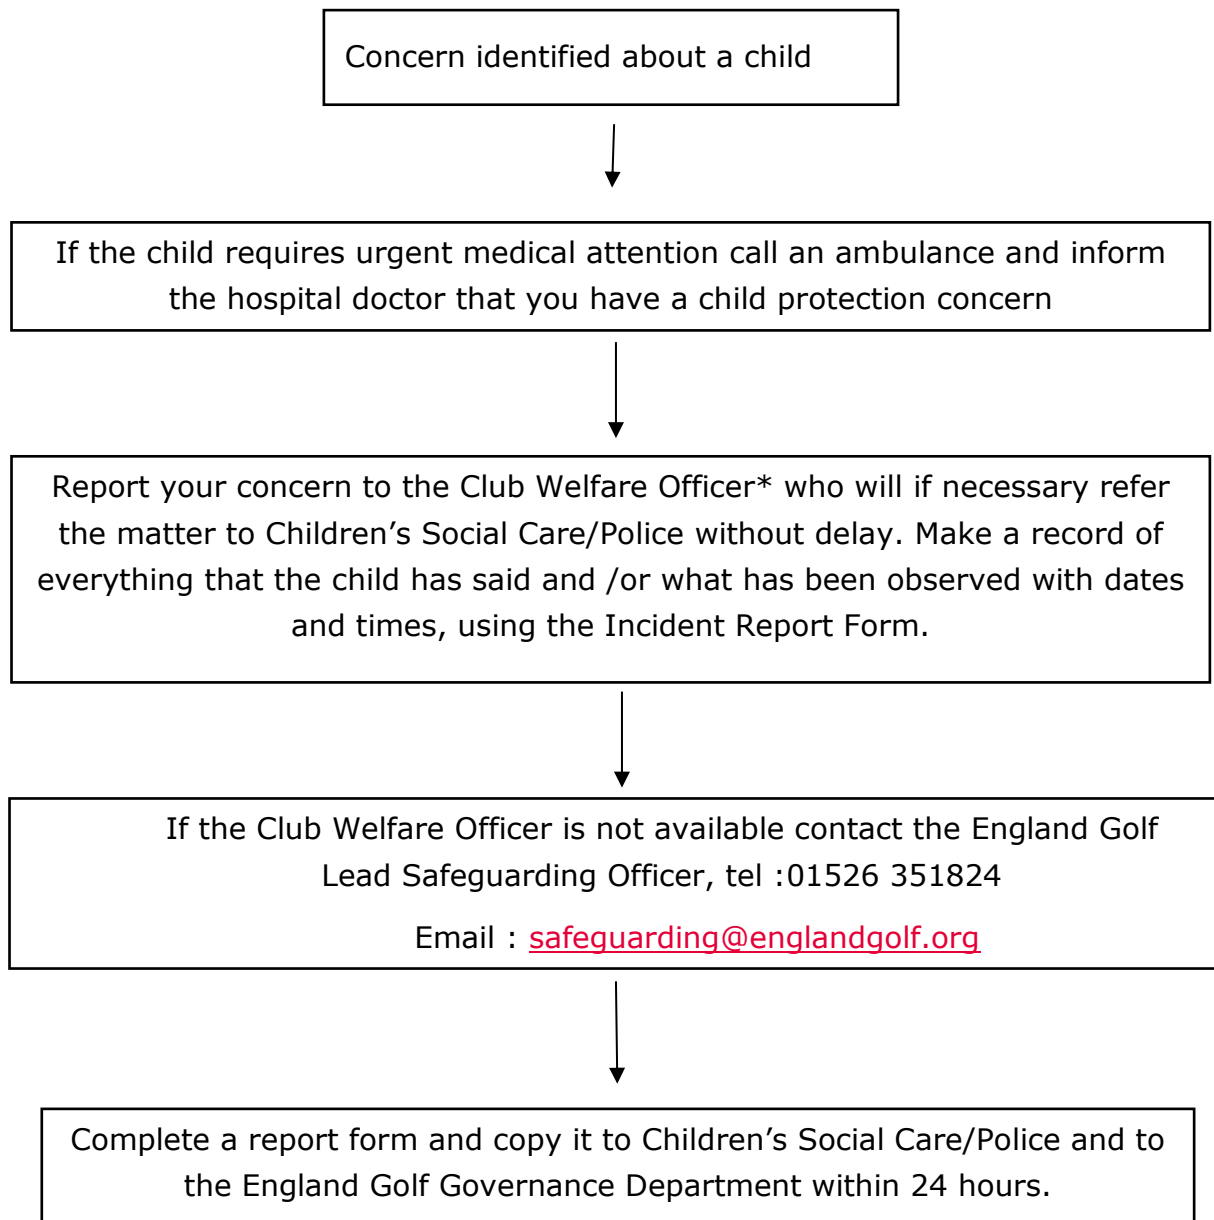 Concern identified about a child
If the child requires urgent medical attention call an ambulance and inform
the hospital doctor that you have a child protection concern
Report your concern to the Club Welfare Officer* who will if necessary refer
the matter to Children’s Social Care/Police without delay. Make a record of
everything that the child has said and /or what has been observed with dates
and times, using the Incident Report Form.
If the Club Welfare Officer is not available contact the England Golf
Lead Safeguarding Officer, tel :01526 351824
Email : safeguarding@englandgolf.org
Complete a report form and copy it to Children’s Social Care/Police and to
the England Golf Governance Department within 24 hours.